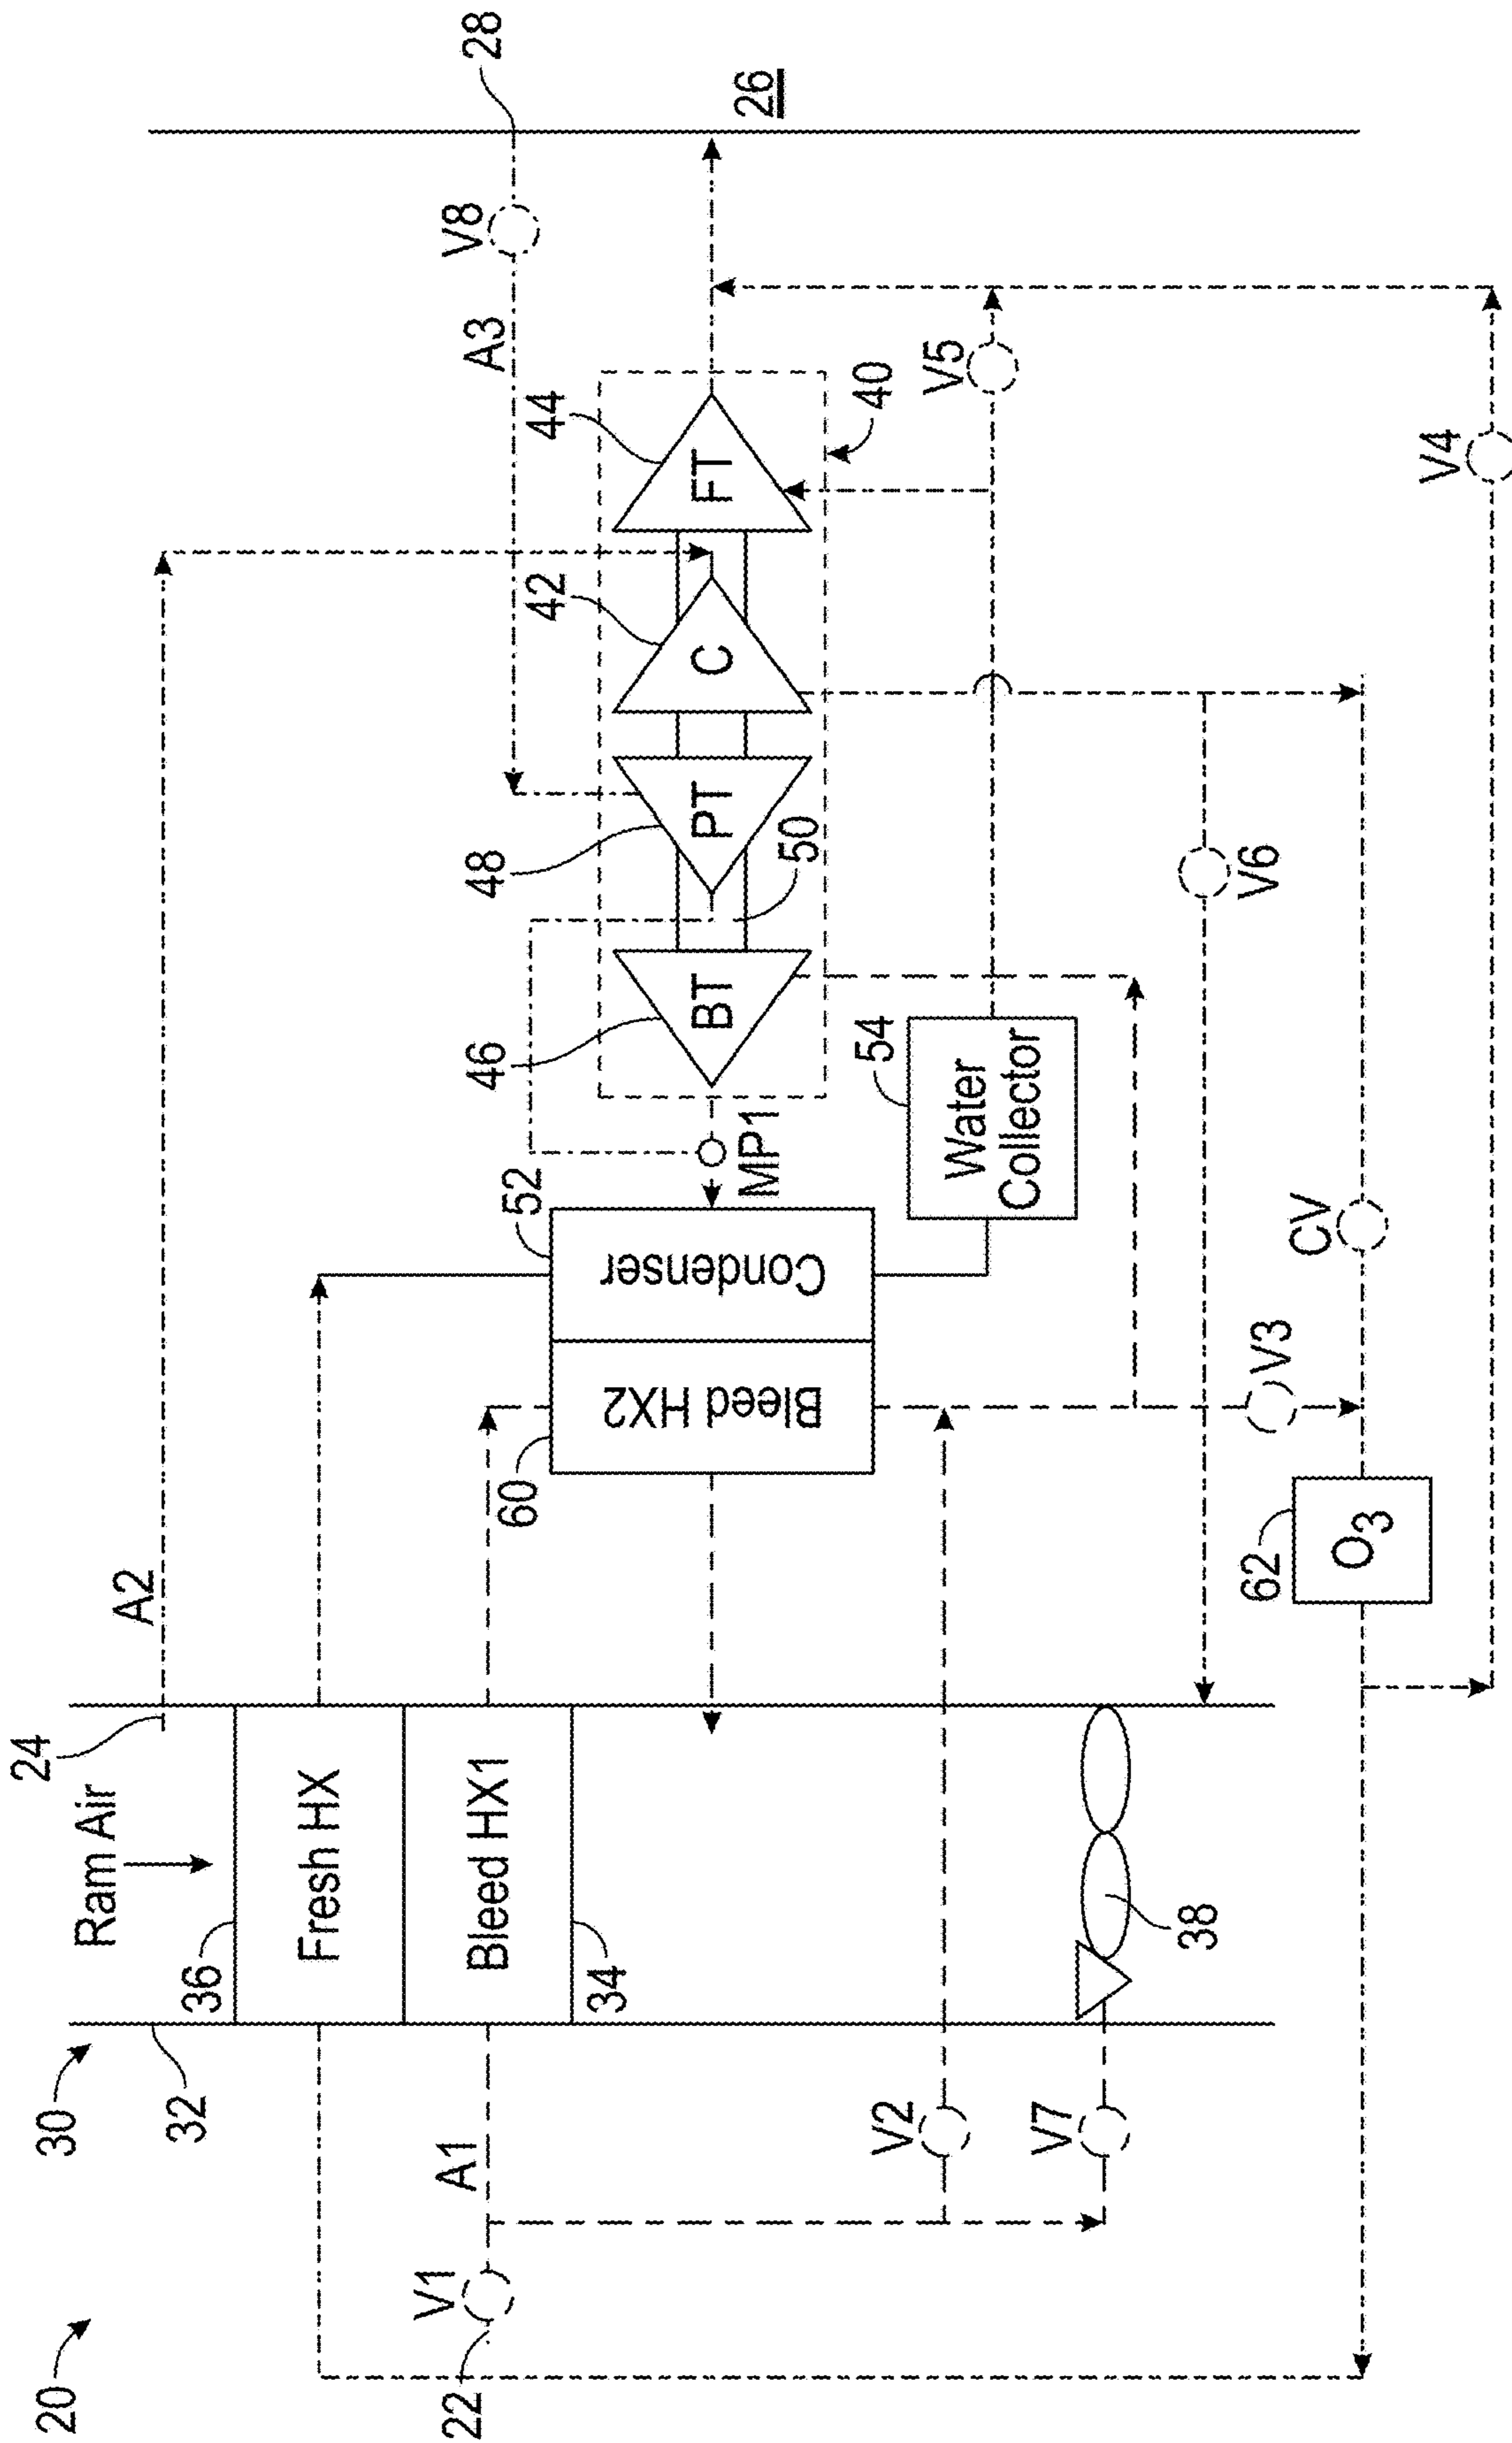 20
30
32
22
V1
A1
V2
V7
Ram Air
24
36
Fresh HX
Bleed HX1
34
38
A2
60
Bleed HX2
52
Condenser
MP1
54
Water
Collector
62
O3
V3
CV
V6
46
BT
48
PT
50
42
C
44
FT
40
A3
V8
28
26
V5
V4